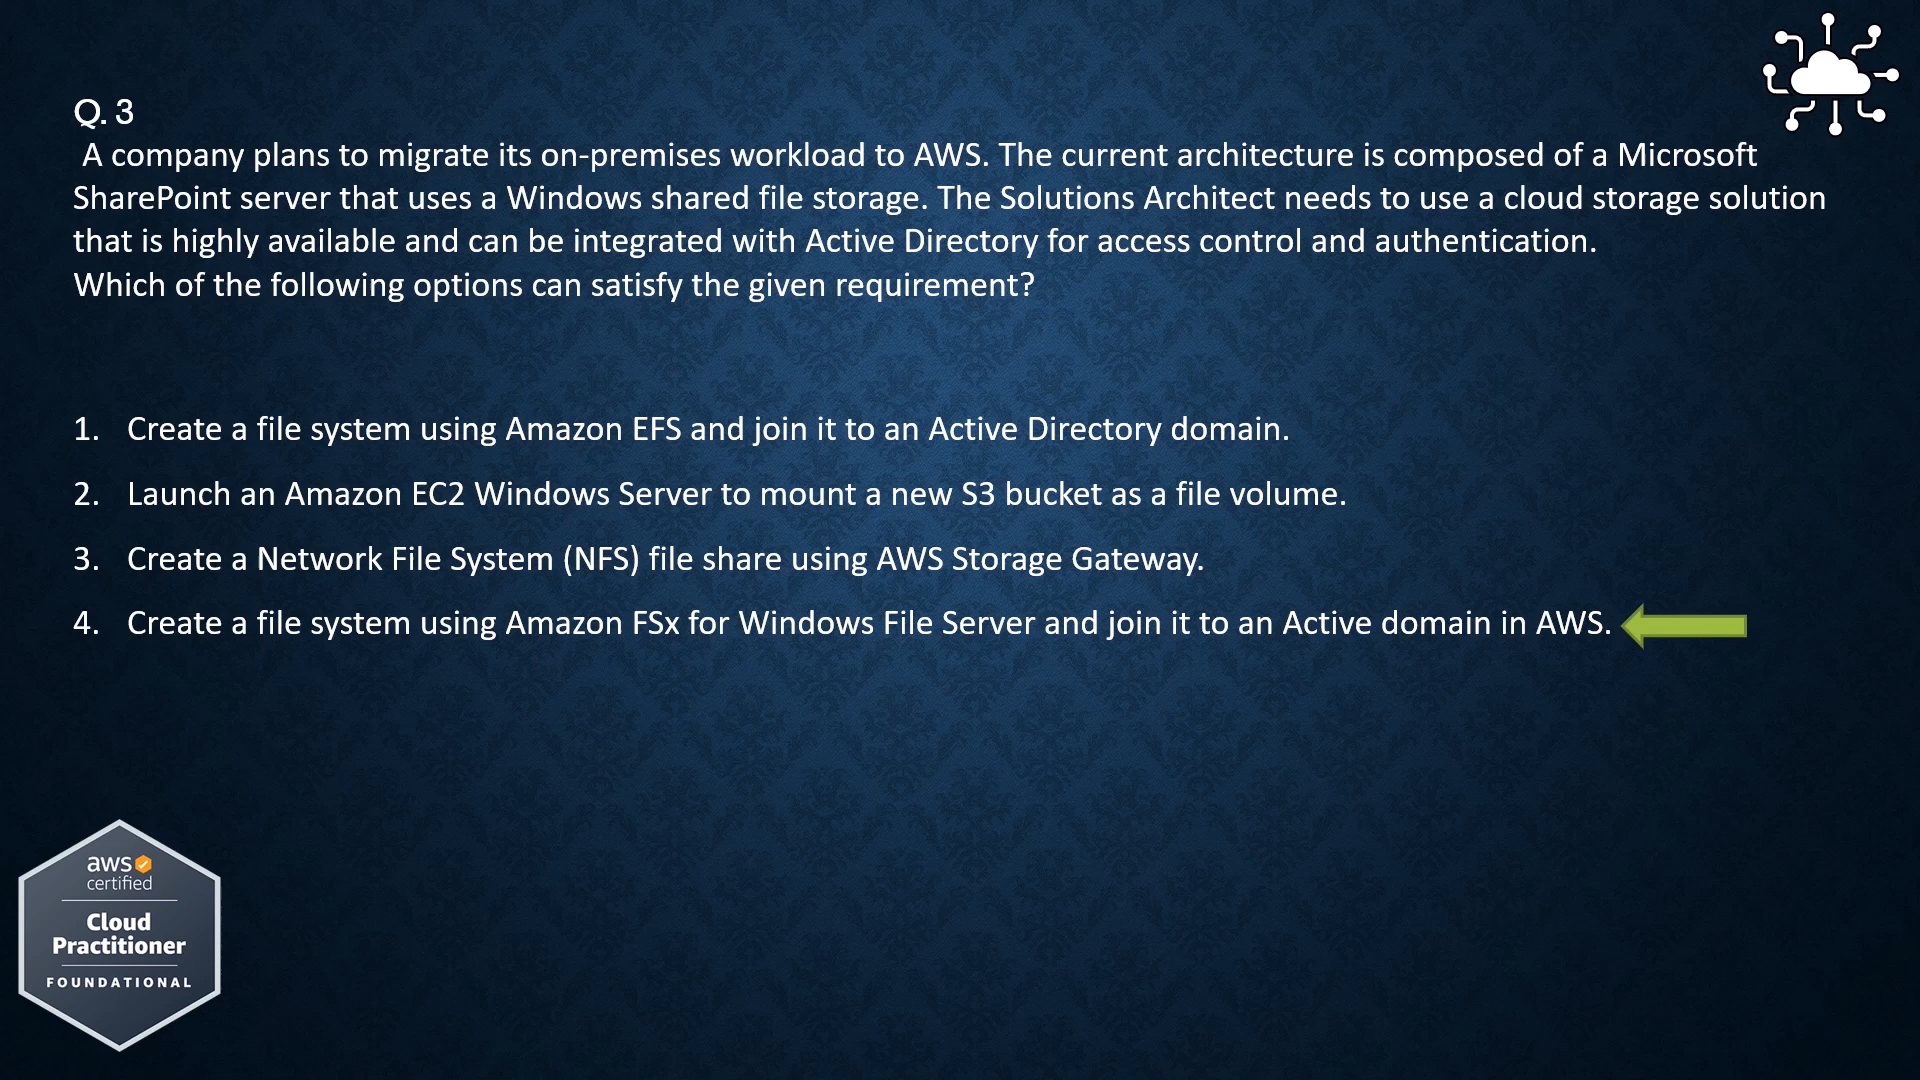 Q. 3
A company plans to migrate its on-premises workload to AWS. The current architecture is composed of a Microsoft
SharePoint server that uses a Windows shared file storage. The Solutions Architect needs to use a cloud storage solution
that is highly available and can be integrated with Active Directory for access control and authentication.
Which of the following options can satisfy the given requirement?
1. Create a file system using Amazon EFS and join it to an Active Directory domain.
2. Launch an Amazon EC2 Windows Server to mount a new S3 bucket as a file volume.
3. Create a Network File System (NFS) file share using AWS Storage Gateway.
4. Create a file system using Amazon FSx for Windows File Server and join it to an Active domain in AWS.
aws
certified
Cloud
Practitioner
FOUNDATIONAL